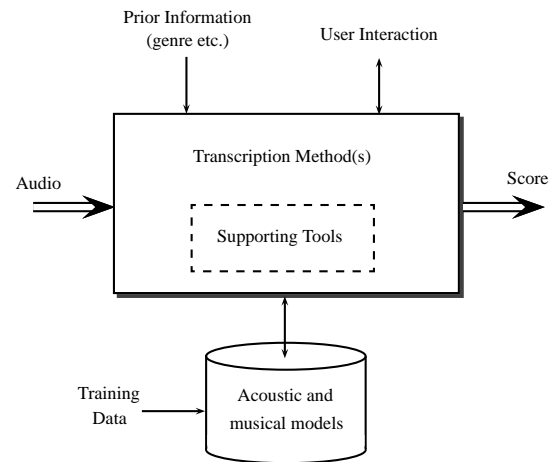 Prior Information
(genre etc.)
User Interaction
Transcription Method(s)
Audio
Score
Supporting Tools
Training
Data
Acoustic and
musical models